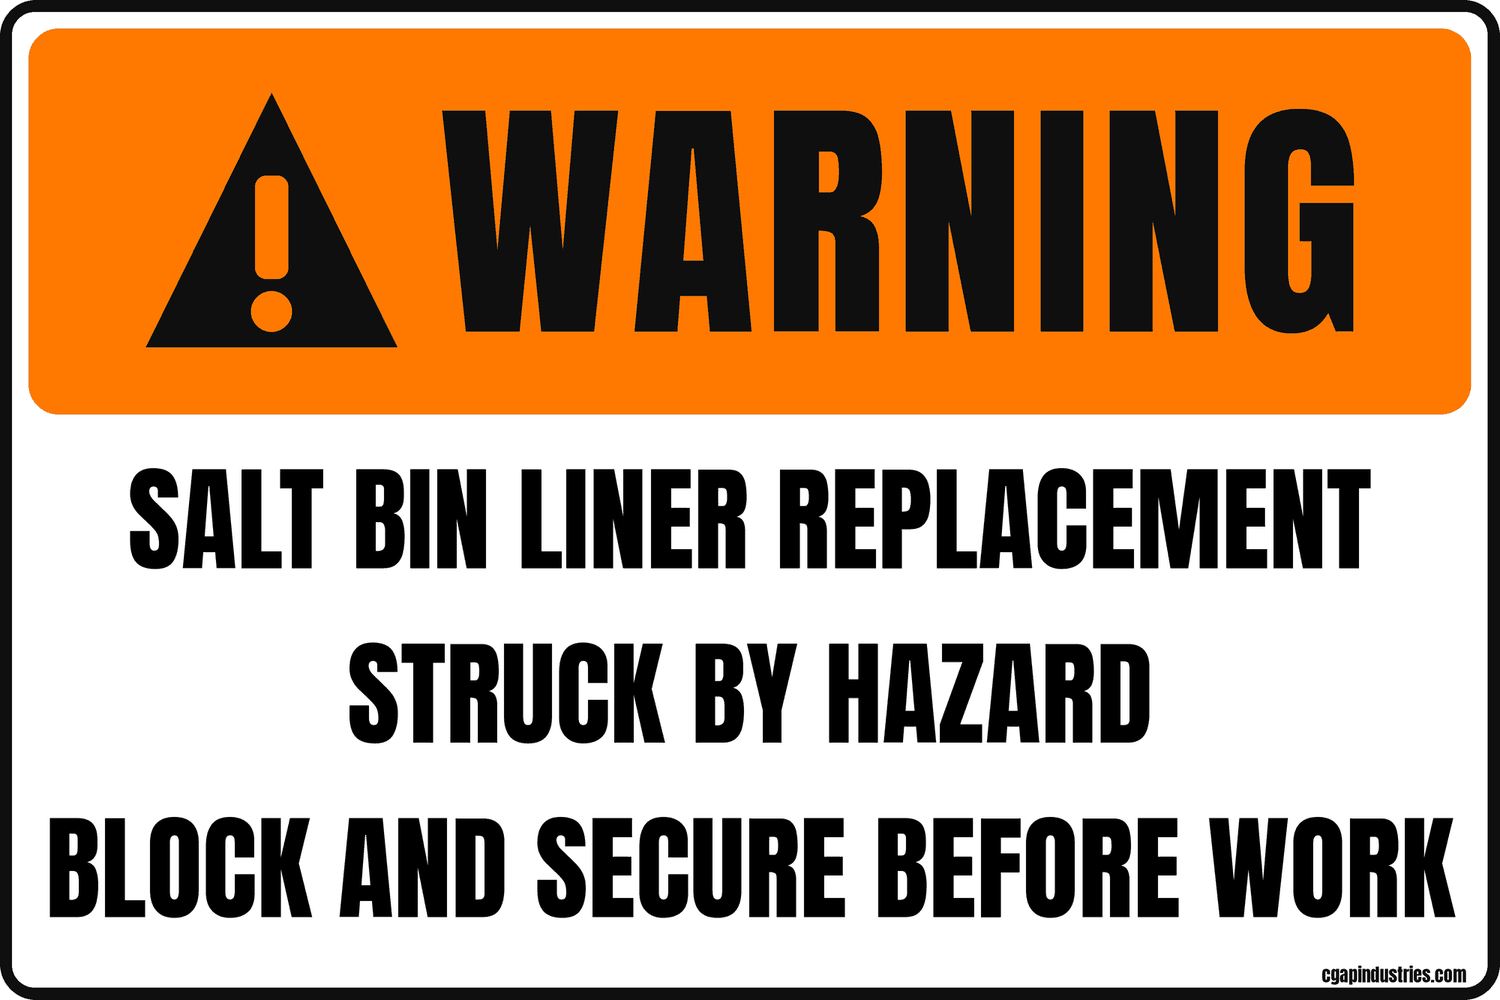 WARNING
SALT BIN LINER REPLACEMENT
STRUCK BY HAZARD
BLOCK AND SECURE BEFORE WORK
cgapindustries.com